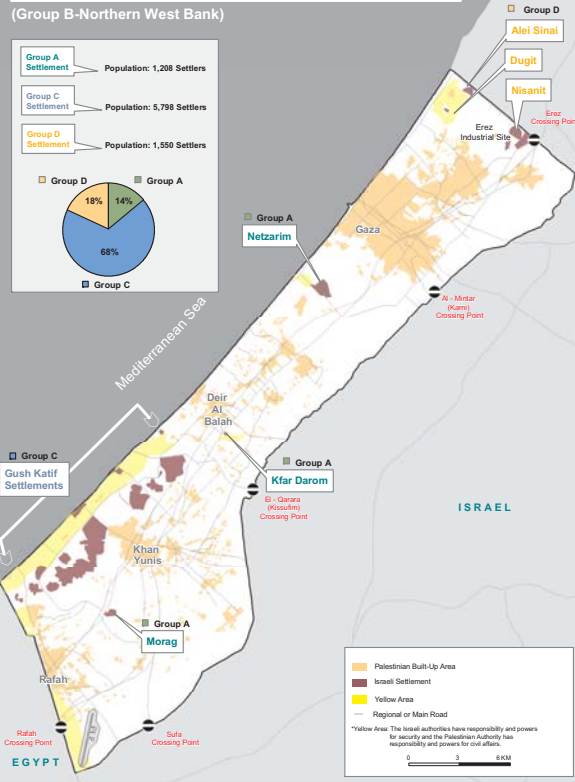 (Group B-Northern West Bank)
Group A
Settlement
Population: 1,208 Settlers
Group C
Settlement
Population: 5,798 Settlers
Group D
Settlement
Population: 1,550 Settlers
Group D
Group A
18%
14%
68%
Group C
Group D
Alei Sinai
Dugit
Nisanit
Erez
Crossing Point
Erez
Industrial Site
Group A
Netzarim
Gaza
Al - Mintar
(Karni)
Crossing Point
Mediterranean Sea
Deir
Al
Balah
Group C
Gush Katif
Settlements
Group A
Kfar Darom
El - Qarara
(Kissufim)
Crossing Point
ISRAEL
Khan
Yunis
Group A
Morag
Rafah
Rafah
Crossing Point
Sufa
Crossing Point
EGYPT
Palestinian Built-Up Area
Israeli Settlement
Yellow Area
Regional or Main Road
*Yellow Area: The Israeli authorities have responsibility and powers
for security and the Palestinian Authority has
responsibility and powers for civil affairs.
0 3 6 KM